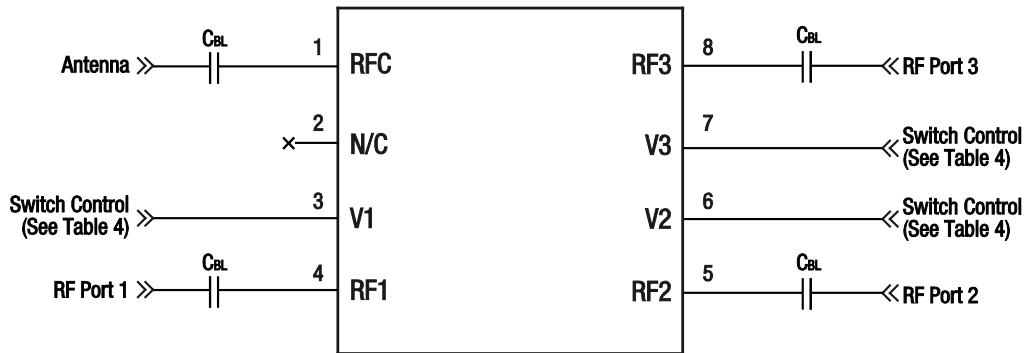 Antenna
CBL
1
RFC
RF3
8
CBL
RF Port 3
2
N/C
V3
7
Switch Control
(See Table 4)
Switch Control
(See Table 4)
3
V1
V2
6
Switch Control
(See Table 4)
RF Port 1
CBL
4
RF1
RF2
5
CBL
RF Port 2